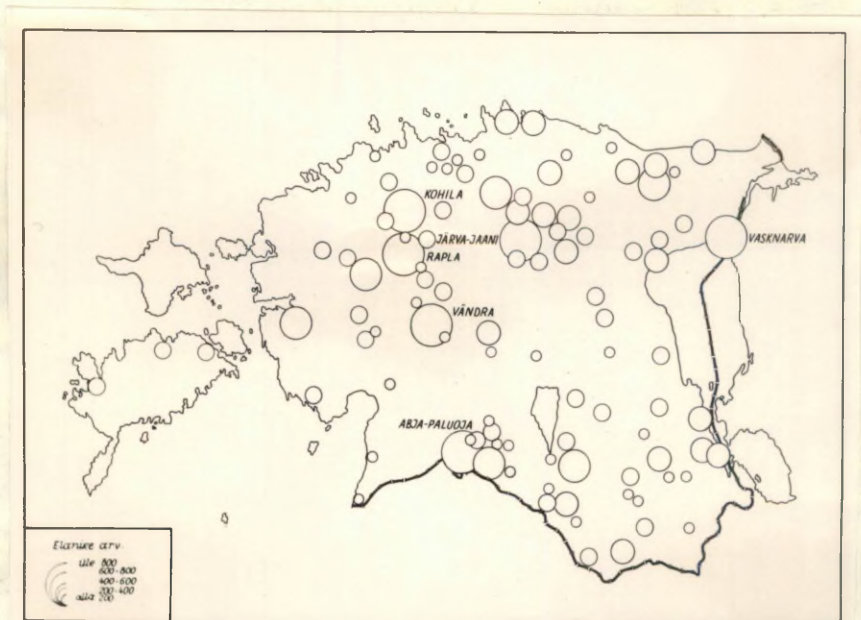 KOHILA
JÄRVA-JAANI
RAPLA
VASKNARVA
VÄNDRA
ABJA-PALUOJA
Elanike arv.
üle 800
600-800
400-600
200-400
alla 200